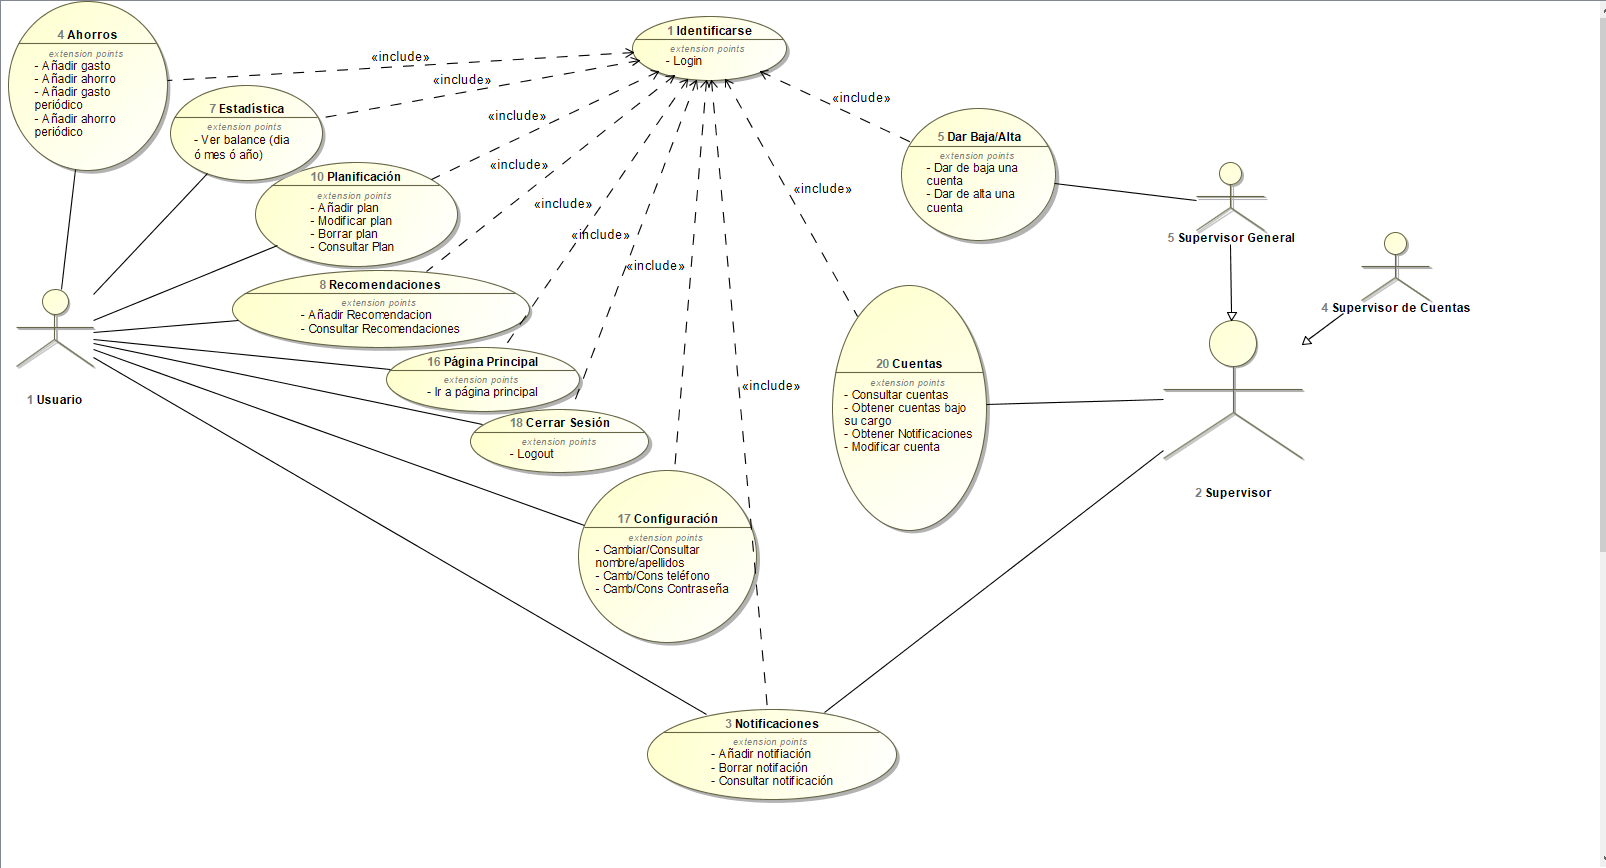 4 Ahorros
extension points
- Añadir gasto
- Añadir ahorro
- Añadir gasto
periódico
- Añadir ahorro
periódico
1 Identificarse
extension points
- Login
«include»
«include»
«include»
«include»
«include»
«include»
«include»
«include»
«include»
«include»
7 Estadística
extension points
- Ver balance (dia
ó mes ó año)
10 Planificación
extension points
- Añadir plan
- Modificar plan
- Borrar plan
- Consultar Plan
8 Recomendaciones
extension points
- Añadir Recomendacion
- Consultar Recomendaciones
16 Página Principal
extension points
- Ir a página principal
18 Cerrar Sesión
extension points
- Logout
17 Configuración
extension points
- Cambiar/Consultar
nombre/apellidos
- Camb/Cons teléfono
- Camb/Cons Contraseña
3 Notificaciones
extension points
- Añadir notifiación
- Borrar notifación
- Consultar notificación
5 Dar Baja/Alta
extension points
- Dar de baja una
cuenta
- Dar de alta una
cuenta
20 Cuentas
extension points
- Consultar cuentas
- Obtener cuentas bajo
su cargo
- Obtener Notificaciones
- Modificar cuenta
1 Usuario
5 Supervisor General
4 Supervisor de Cuentas
2 Supervisor